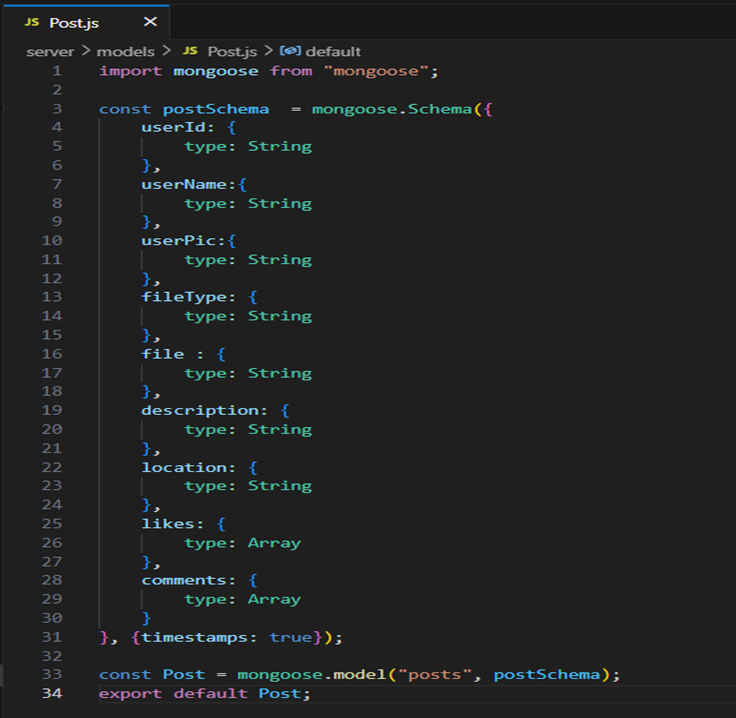 JS Post.js ×
server > models > JS Post.js > default
1 import mongoose from "mongoose";
2
3 const postSchema  = mongoose.Schema({
4     userId: {
5         type: String
6     },
7     userName:{
8         type: String
9     },
10     userPic:{
11         type: String
12     },
13     fileType: {
14         type: String
15     },
16     file : {
17         type: String
18     },
19     description: {
20         type: String
21     },
22     location: {
23         type: String
24     },
25     likes: {
26         type: Array
27     },
28     comments: {
29         type: Array
30     }
31 }, {timestamps: true});
32
33 const Post = mongoose.model("posts", postSchema);
34 export default Post;